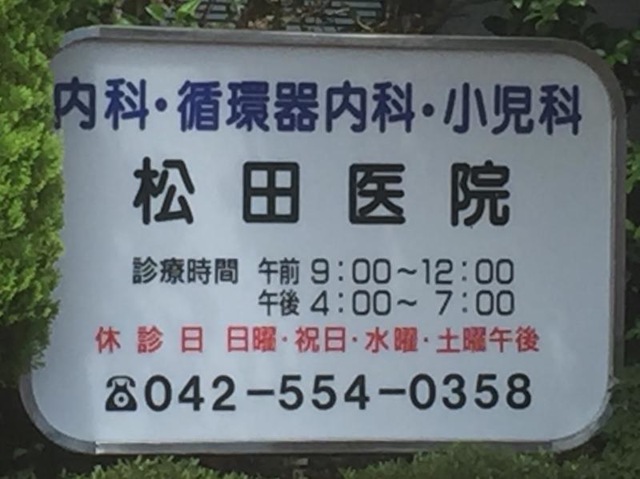 内科・循環器内科・小児科
松田医院
診療時間 午前 9:00〜12:00
午後 4:00〜 7:00
休診日 日曜・祝日・水曜・土曜午後
☎042-554-0358